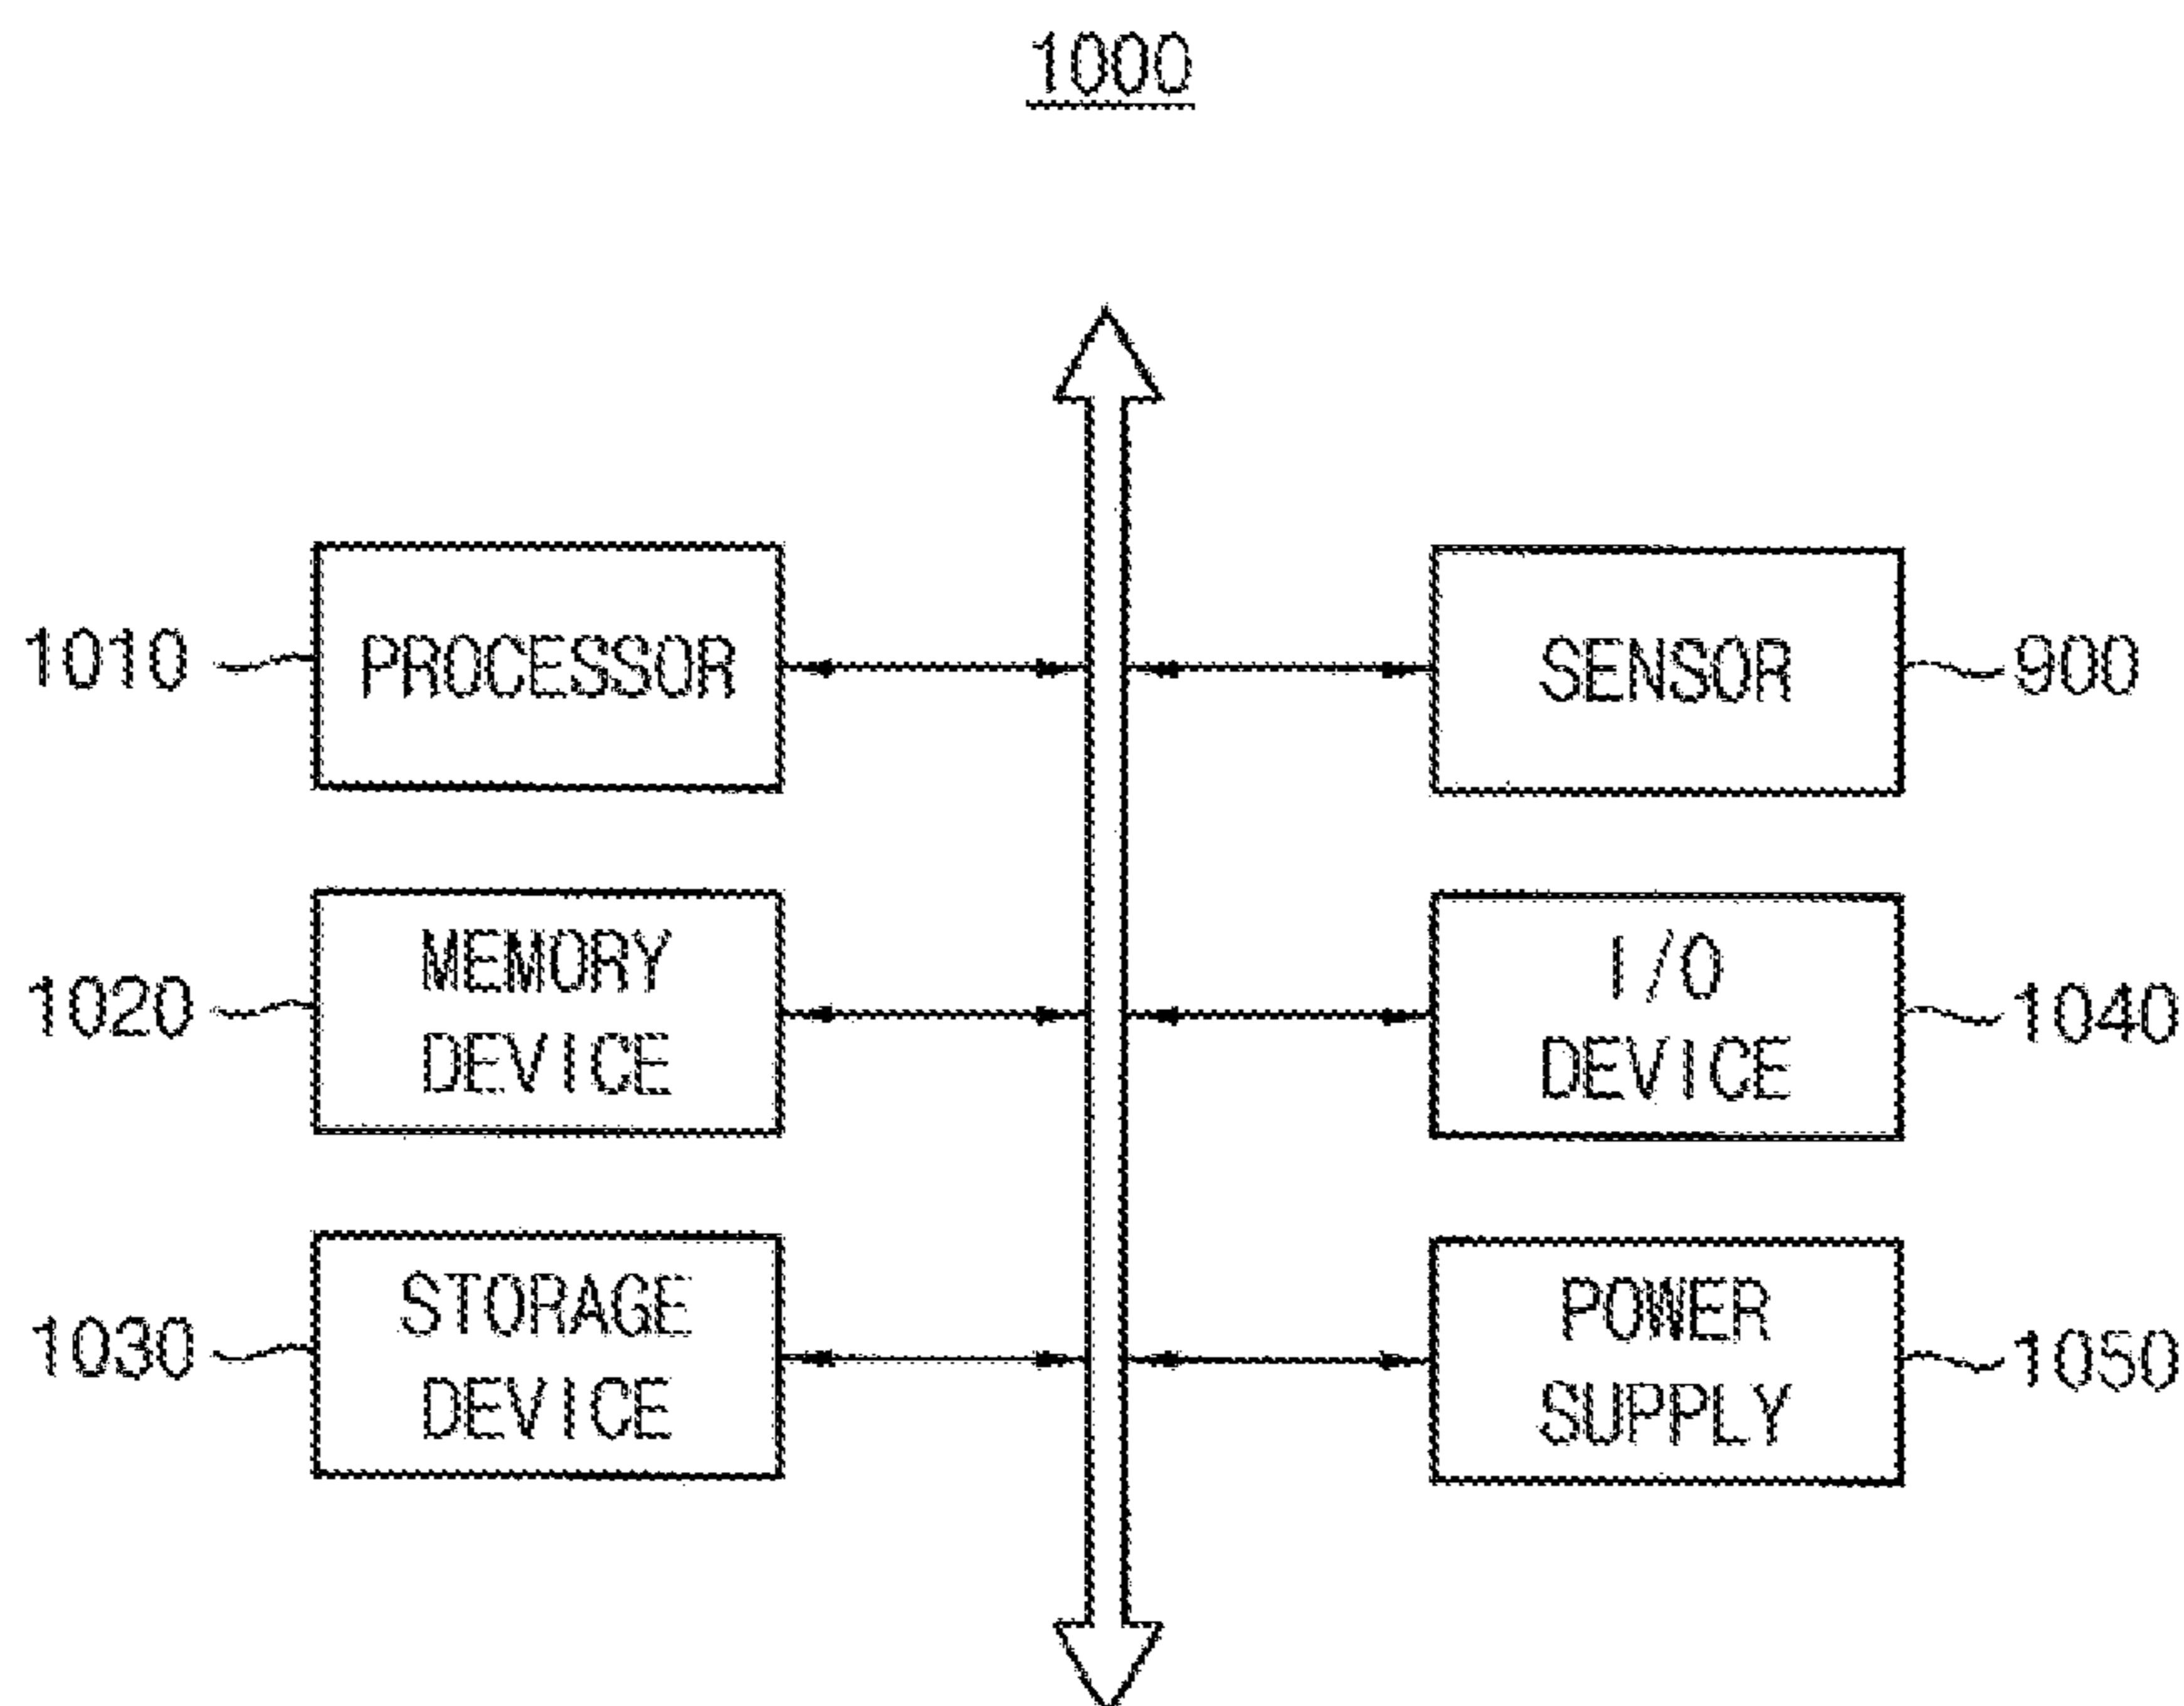 1000
1010
PROCESSOR
SENSOR
900
1020
MEMORY
DEVICE
I/O
DEVICE
1040
1030
STORAGE
DEVICE
POWER
SUPPLY
1050